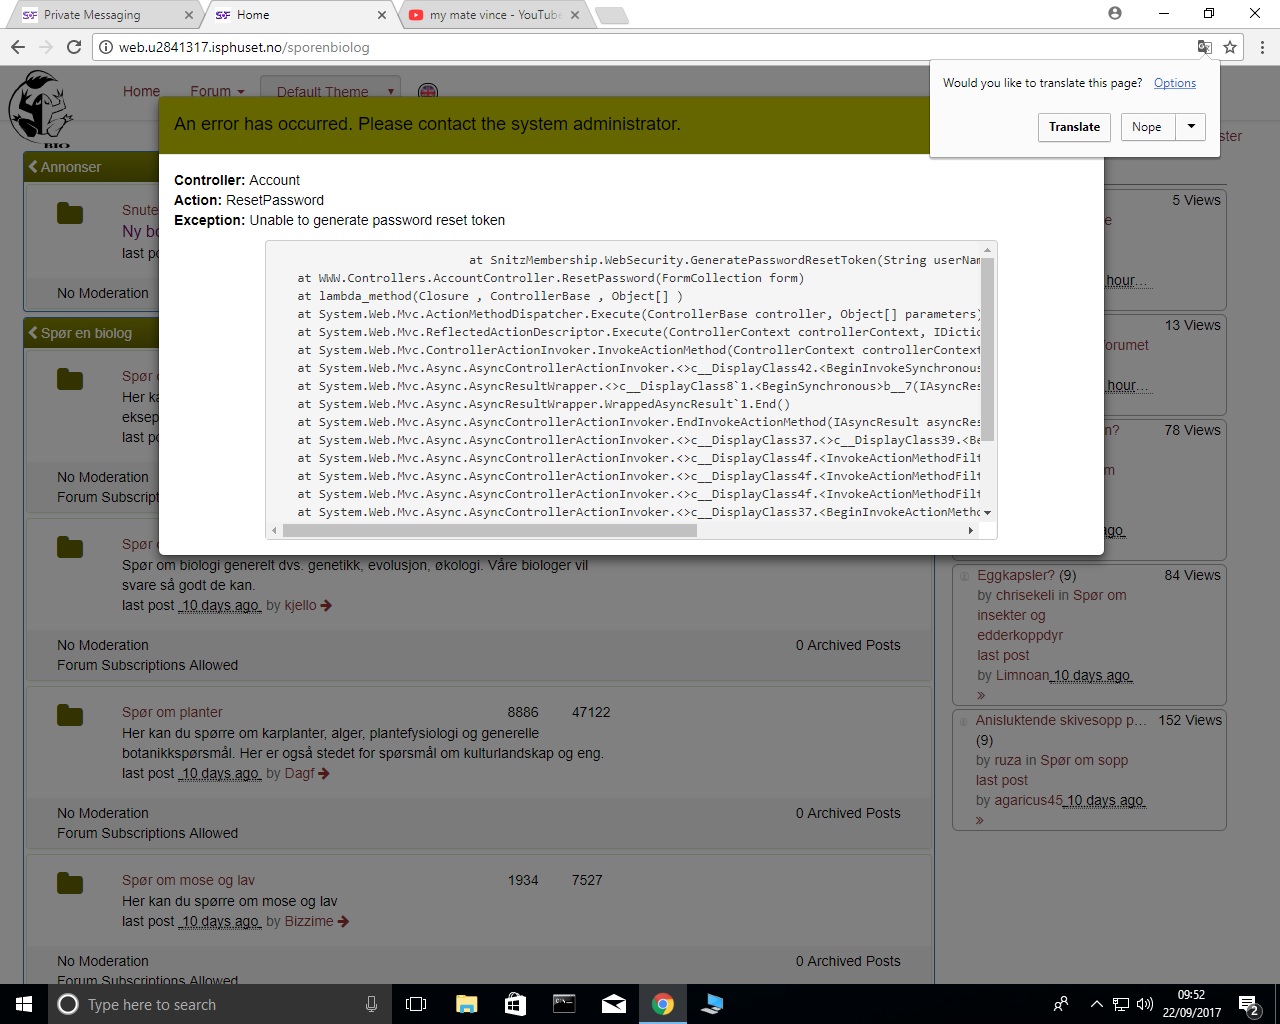 Private Messaging
Home
my mate vince - YouTube
web.u2841317.isphuset.no/sporenbiolog
Would you like to translate this page? Options
Translate
Nope
Home
Forum
Default Theme
BIO
An error has occurred. Please contact the system administrator.
Controller: Account
Action: ResetPassword
Exception: Unable to generate password reset token
at SnitzMembership.WebSecurity.GeneratePasswordResetToken(String userNam
at WWW.Controllers.AccountController.ResetPassword(FormCollection form)
at lambda_method(Closure , ControllerBase , Object[] )
at System.Web.Mvc.ActionMethodDispatcher.Execute(ControllerBase controller, Object[] parameters)
at System.Web.Mvc.ReflectedActionDescriptor.Execute(ControllerContext controllerContext, IDictio
at System.Web.Mvc.ControllerActionInvoker.InvokeActionMethod(ControllerContext controllerContext
at System.Web.Mvc.Async.AsyncControllerActionInvoker.<>c__DisplayClass42.<BeginInvokeSynchronous
at System.Web.Mvc.Async.AsyncResultWrapper.<>c__DisplayClass8`1.<BeginSynchronous>b__7(IAsyncRes
at System.Web.Mvc.Async.AsyncResultWrapper.WrappedAsyncResult`1.End()
at System.Web.Mvc.Async.AsyncControllerActionInvoker.EndInvokeActionMethod(IAsyncResult asyncRes
at System.Web.Mvc.Async.AsyncControllerActionInvoker.<>c__DisplayClass37.<>c__DisplayClass39.<Be
at System.Web.Mvc.Async.AsyncControllerActionInvoker.<>c__DisplayClass4f.<InvokeActionMethodFilt
at System.Web.Mvc.Async.AsyncControllerActionInvoker.<>c__DisplayClass4f.<InvokeActionMethodFilt
at System.Web.Mvc.Async.AsyncControllerActionInvoker.<>c__DisplayClass4f.<InvokeActionMethodFilt
at System.Web.Mvc.Async.AsyncControllerActionInvoker.<>c__DisplayClass37.<BeginInvokeActionMetho
Annonser
Snute
Ny bo
last po
No Moderation
Spør en biolog
Spør
Her ka
eksep
last po
No Moderation
Forum Subscrip
Spør
Spør om biologi generelt dvs. genetikk, evolusjon, økologi. Våre biologer vil
svare så godt de kan.
last post 10 days ago by kjello
No Moderation 0 Archived Posts
Forum Subscriptions Allowed
Spør om planter 8886 47122
Her kan du spørre om karplanter, alger, plantefysiologi og generelle
botanikkspørsmål. Her er også stedet for spørsmål om kulturlandskap og eng.
last post 10 days ago by Dagf
No Moderation 0 Archived Posts
Forum Subscriptions Allowed
Spør om mose og lav 1934 7527
Her kan du spørre om mose og lav
last post 10 days ago by Bizzime
No Moderation 0 Archived Posts
Forum Subscriptions Allowed
ster
5 Views
e
hour...
13 Views
forumet
hour...
n? 78 Views
m
ago
Eggkapsler? (9) 84 Views
by chrisekeli in Spør om
insekter og
edderkoppdyr
last post
by Limnoan 10 days ago
»
Anisluktende skivesopp p... 152 Views
(9)
by ruza in Spør om sopp
last post
by agaricus45 10 days ago
»
Type here to search
09:52
22/09/2017
2